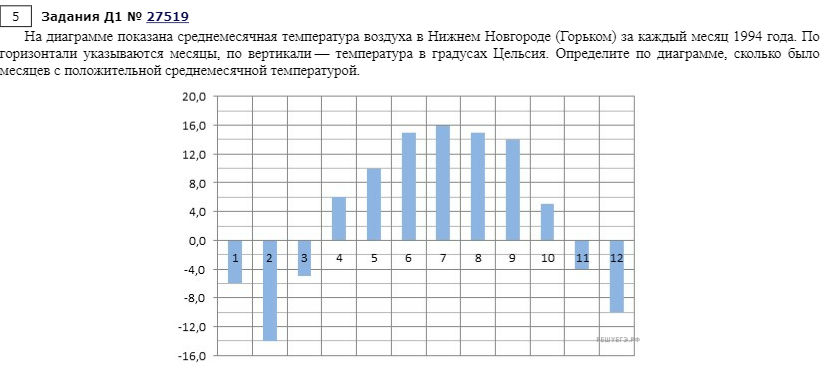 5 Задания Д1 № 27519
На диаграмме показана среднемесячная температура воздуха в Нижнем Новгороде (Горьком) за каждый месяц 1994 года. По
горизонтали указываются месяцы, по вертикали — температура в градусах Цельсия. Определите по диаграмме, сколько было
месяцев с положительной среднемесячной температурой.
20,0
16,0
12,0
8,0
4,0
0,0
1 2 3 4 5 6 7 8 9 10 11 12
-4,0
-8,0
-12,0
РЕШУЕГЭ.РФ
-16,0